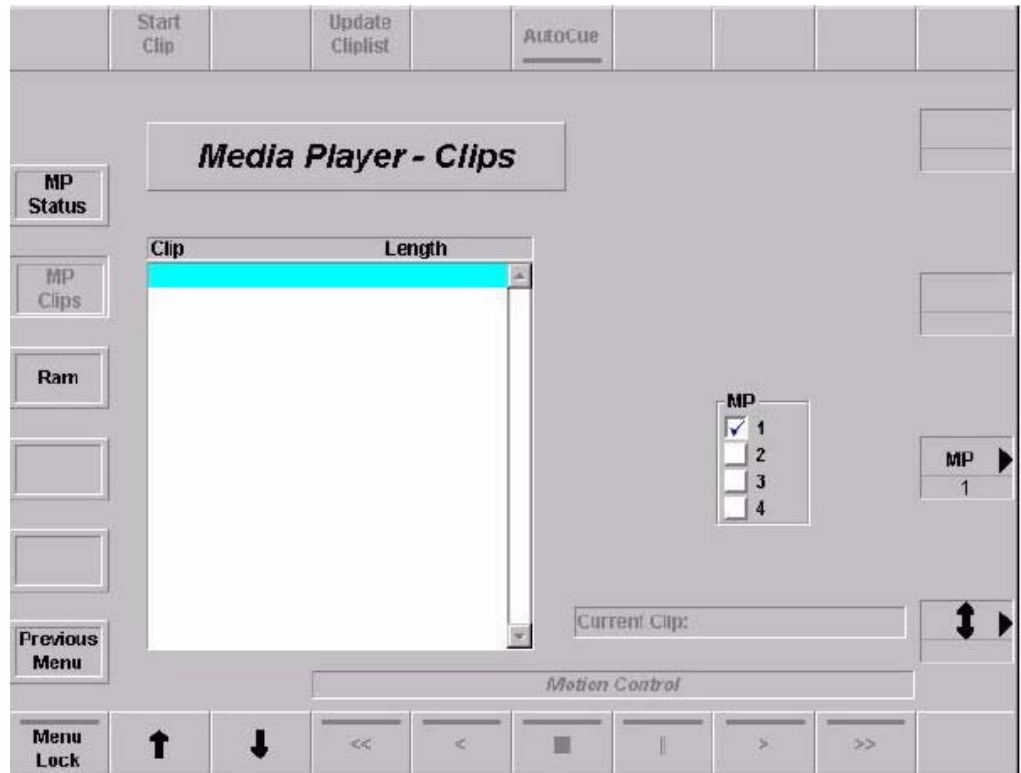 Start
Clip
Update
Cliplist
AutoCue
Media Player - Clips
MP
Status
Clip Length
MP
Clips
Ram
MP
1
2
3
4
MP
1
Current Clip:
Previous
Menu
Motion Control
Menu
Lock
<< < || > >>